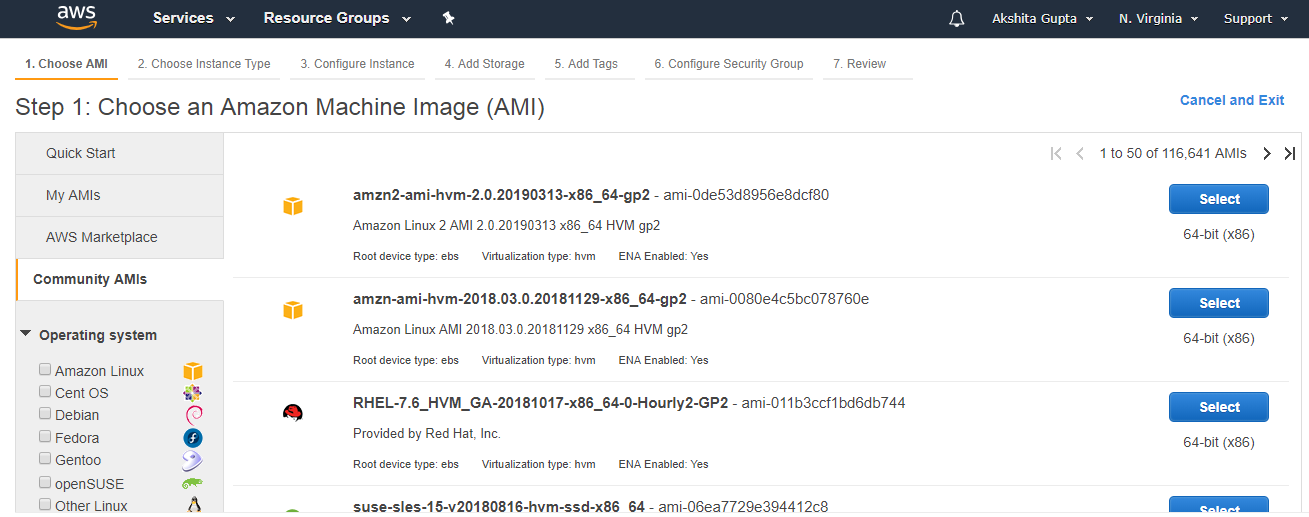 aws Services Resource Groups Akshita Gupta N. Virginia Support
1. Choose AMI 2. Choose Instance Type 3. Configure Instance 4. Add Storage 5. Add Tags 6. Configure Security Group 7. Review
Step 1: Choose an Amazon Machine Image (AMI)
Cancel and Exit
Quick Start
My AMIs
AWS Marketplace
Community AMIs
Operating system
Amazon Linux
Cent OS
Debian
Fedora
Gentoo
openSUSE
Other Linux
1 to 50 of 116,641 AMIs
amzn2-ami-hvm-2.0.20190313-x86_64-gp2 - ami-0de53d8956e8dcf80
Amazon Linux 2 AMI 2.0.20190313 x86_64 HVM gp2
Root device type: ebs Virtualization type: hvm ENA Enabled: Yes
Select
64-bit (x86)
amzn-ami-hvm-2018.03.0.20181129-x86_64-gp2 - ami-0080e4c5bc078760e
Amazon Linux AMI 2018.03.0.20181129 x86_64 HVM gp2
Root device type: ebs Virtualization type: hvm ENA Enabled: Yes
Select
64-bit (x86)
RHEL-7.6_HVM_GA-20181017-x86_64-0-Hourly2-GP2 - ami-011b3ccf1bd6db744
Provided by Red Hat, Inc.
Root device type: ebs Virtualization type: hvm ENA Enabled: Yes
Select
64-bit (x86)
suse-sles-15-v20180816-hvm-ssd-x86_64 - ami-06ea7729e394412c8
Select